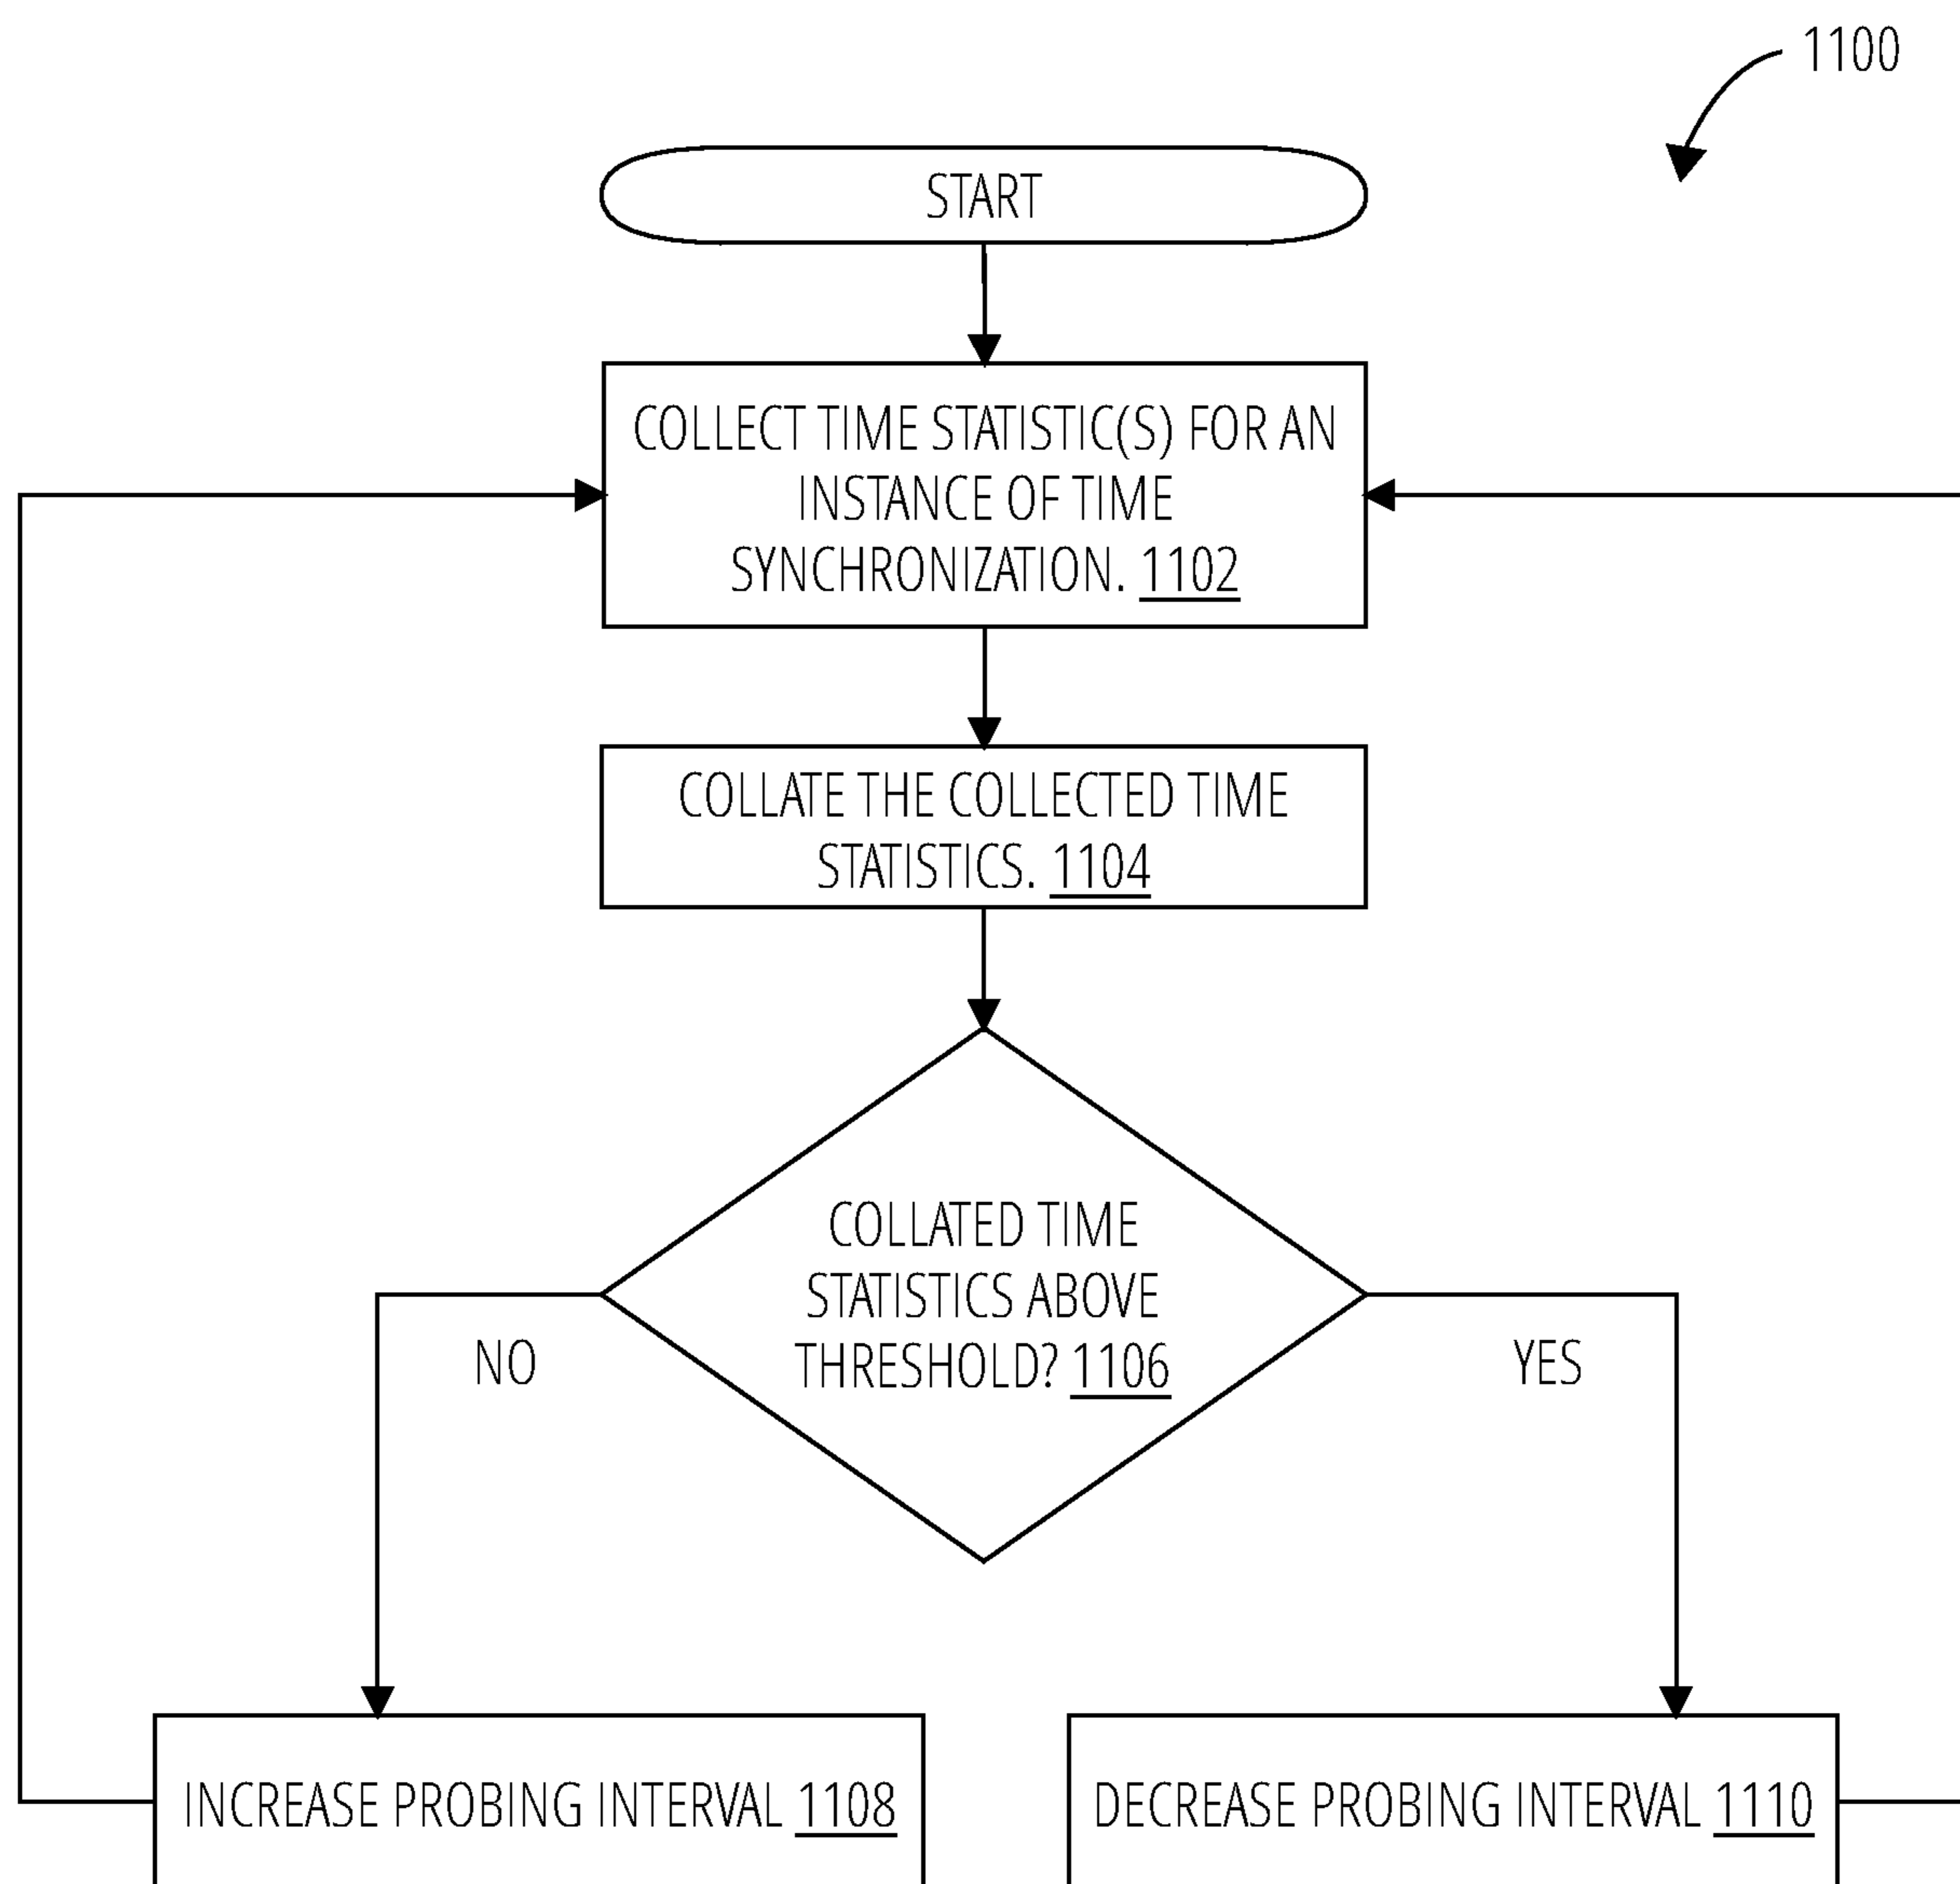 1100
START
COLLECT TIME STATISTIC(S) FOR AN
INSTANCE OF TIME
SYNCHRONIZATION. 1102
COLLATE THE COLLECTED TIME
STATISTICS. 1104
COLLATED TIME
STATISTICS ABOVE
THRESHOLD? 1106
NO
YES
INCREASE PROBING INTERVAL 1108
DECREASE PROBING INTERVAL 1110